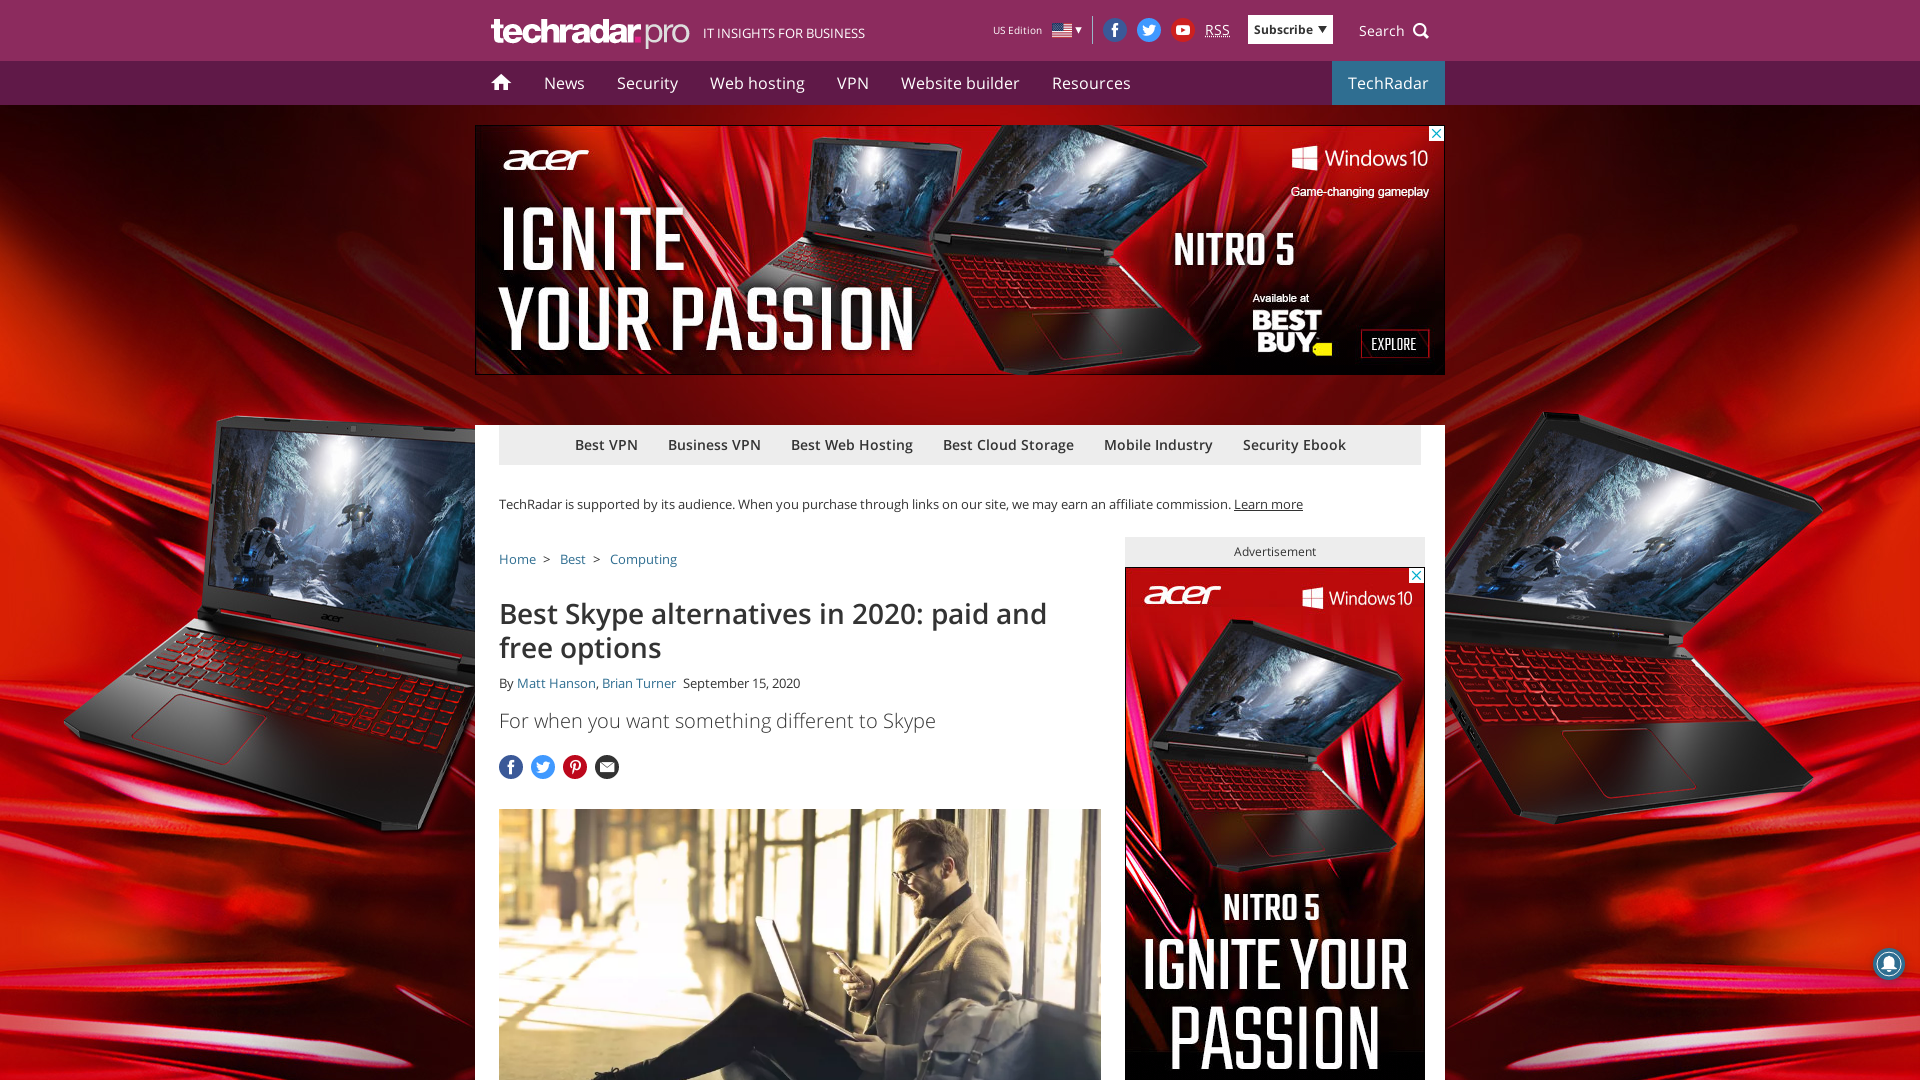 techradar.pro IT INSIGHTS FOR BUSINESS
US Edition
RSS
Subscribe
Search
News Security Web hosting VPN Website builder Resources TechRadar
acer
IGNITE
YOUR PASSION
NITRO 5
Windows 10
Game-changing gameplay
Available at
BEST
BUY
EXPLORE
Best VPN Business VPN Best Web Hosting Best Cloud Storage Mobile Industry Security Ebook
TechRadar is supported by its audience. When you purchase through links on our site, we may earn an affiliate commission. Learn more
Home > Best > Computing
Best Skype alternatives in 2020: paid and
free options
By Matt Hanson, Brian Turner September 15, 2020
For when you want something different to Skype
Advertisement
acer
Windows 10
NITRO 5
IGNITE YOUR
PASSION
acer